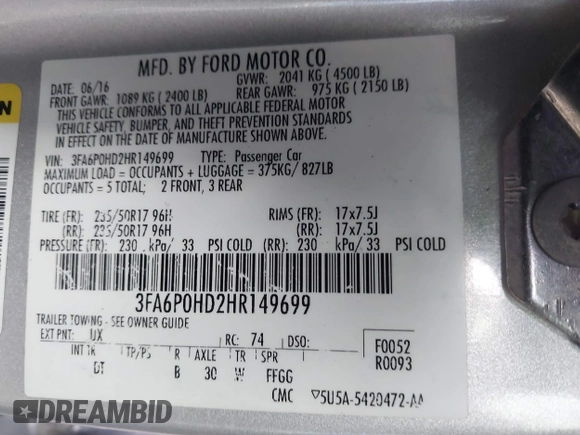 MFD. BY FORD MOTOR CO.
DATE: 06/16
GVWR: 2041 KG ( 4500 LB)
FRONT GAWR: 1089 KG ( 2400 LB)
REAR GAWR: 975 KG ( 2150 LB)
THIS VEHICLE CONFORMS TO ALL APPLICABLE FEDERAL MOTOR
VEHICLE SAFETY, BUMPER, AND THEFT PREVENTION STANDARDS
IN EFFECT ON THE DATE OF MANUFACTURE SHOWN ABOVE.
VIN: 3FA6P0HD2HR149699 TYPE: Passenger Car
MAXIMUM LOAD = OCCUPANTS + LUGGAGE = 375KG/ 827LB
OCCUPANTS = 5 TOTAL; 2 FRONT, 3 REAR
TIRE (FR): 235/50R17 96H RIMS (FR): 17x7.5J
(RR): 235/50R17 96H (RR): 17x7.5J
PRESSURE (FR): 230 kPa/ 33 PSI COLD (RR): 230 kPa/ 33 PSI COLD
3FA6P0HD2HR149699
TRAILER TOWING - SEE OWNER GUIDE
EXT PNT: UX RC: 74 DSO:
F0052
R0093
INT TR TP/PS R AXLE TR SPR
DT B 30 W FFGG
CMC ▽5U5A-5420472-AA
DREAMBID